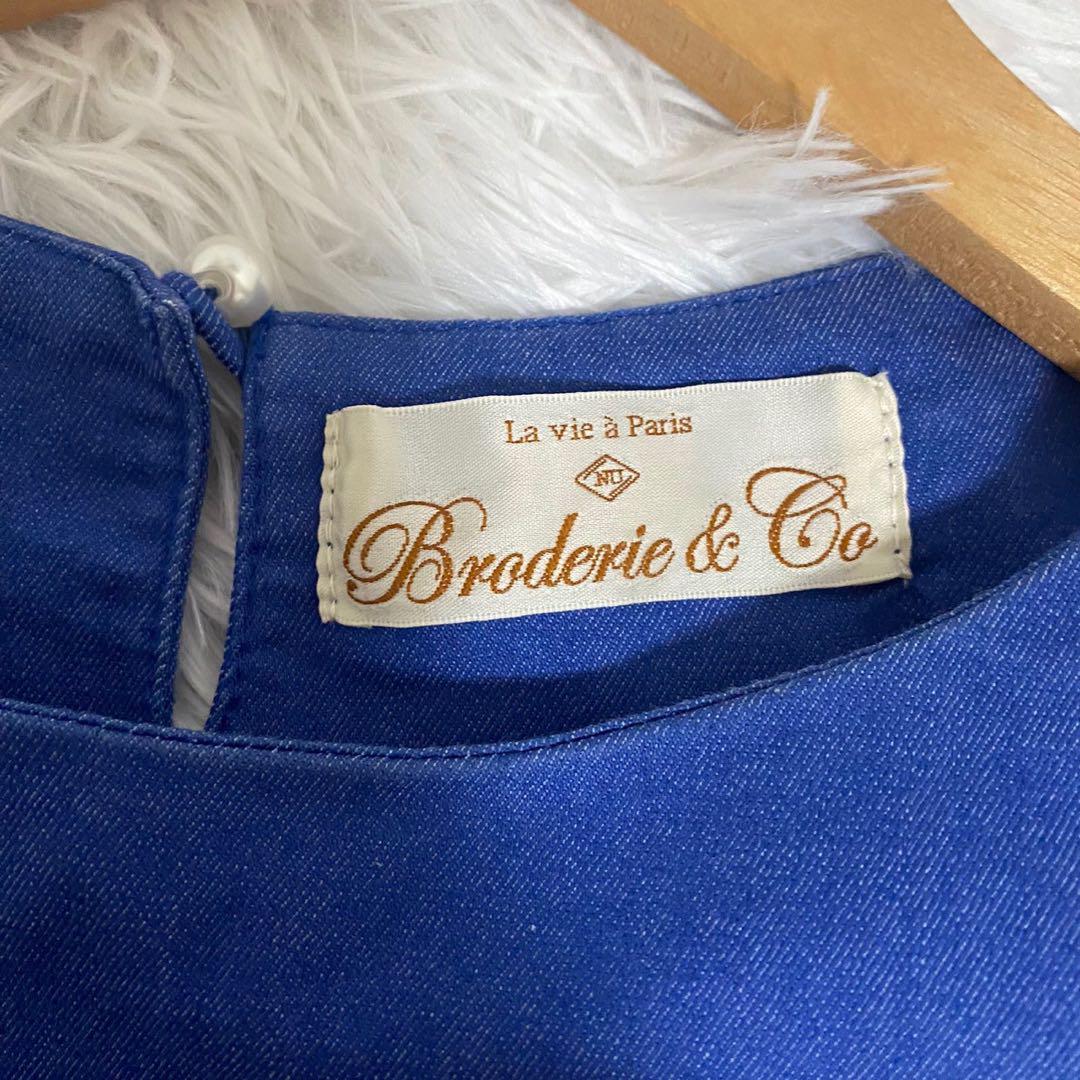 La vie à Paris
NU
Broderie & Co